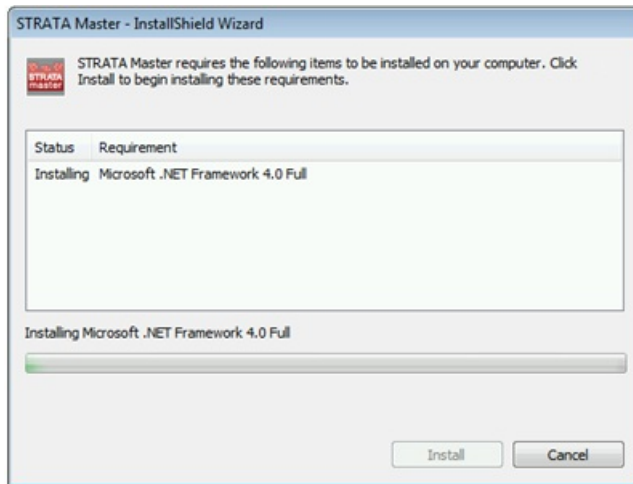 STRATA Master - InstallShield Wizard
STRATA Master requires the following items to be installed on your computer. Click
Install to begin installing these requirements.
STRATA
master
Status Requirement
Installing Microsoft .NET Framework 4.0 Full
Installing Microsoft .NET Framework 4.0 Full
Install Cancel